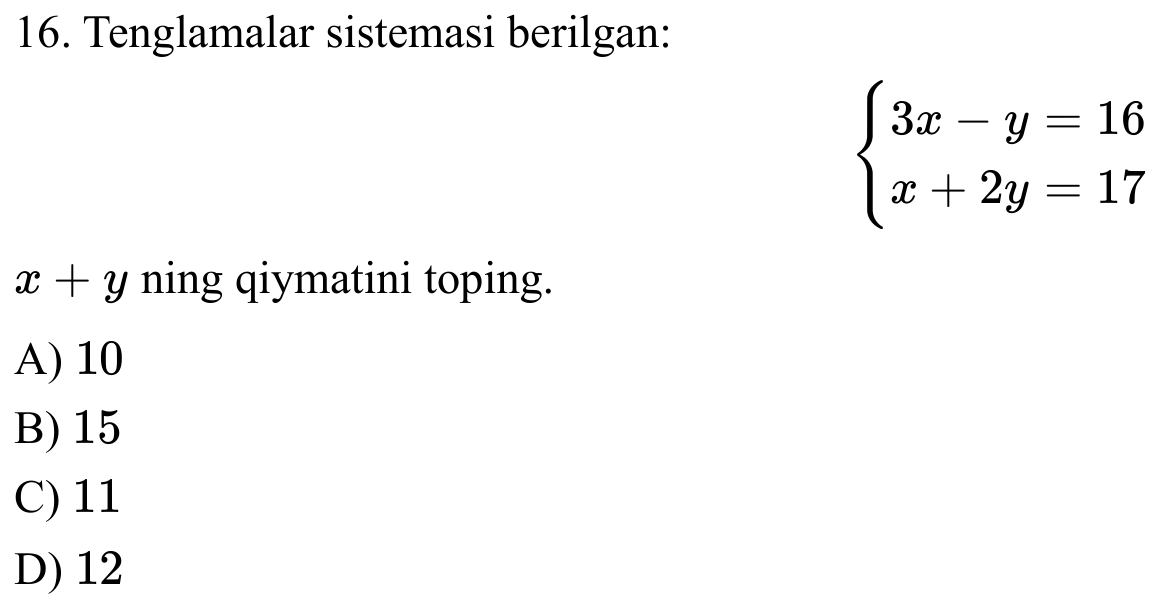 16. Tenglamalar sistemasi berilgan:
3x − y = 16
x + 2y = 17
x + y ning qiymatini toping.
A) 10
B) 15
C) 11
D) 12